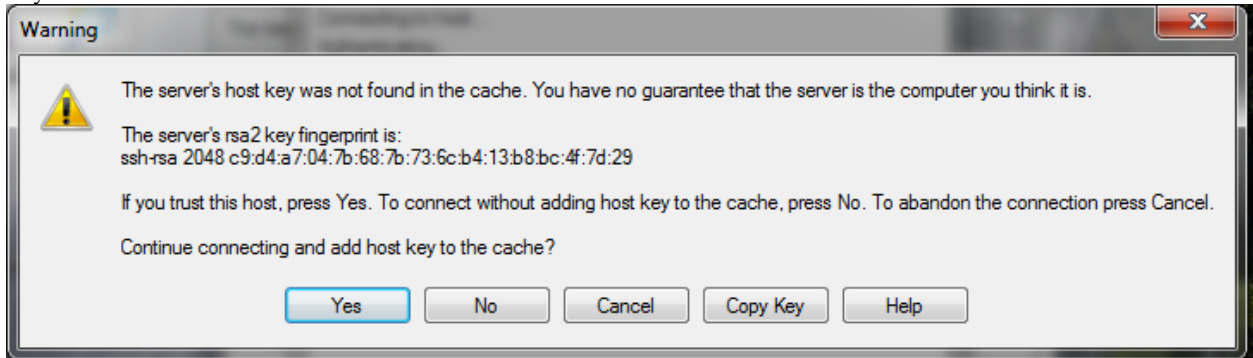 Warning
Connecting to host...
Authenticating
The server's host key was not found in the cache. You have no guarantee that the server is the computer you think it is.
The server's rsa2 key fingerprint is:
ssh-rsa 2048 c9:d4:a7:04:7b:68:7b:73:6c:b4:13:b8:bc:4f:7d:29
If you trust this host, press Yes. To connect without adding host key to the cache, press No. To abandon the connection press Cancel.
Continue connecting and add host key to the cache?
Yes No Cancel Copy Key Help